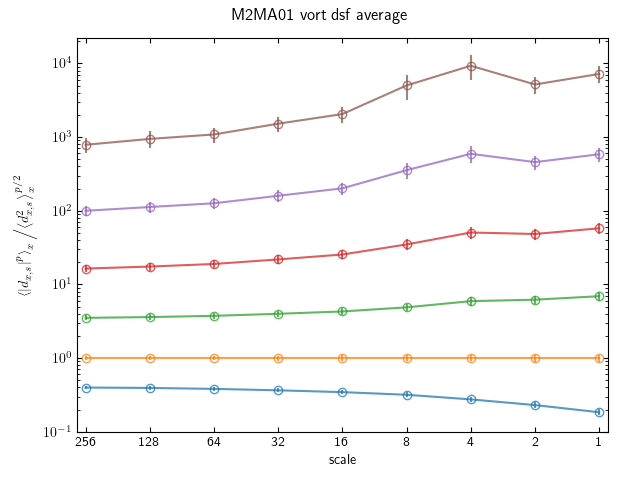 M2MA01 vort dsf average
⟨|d_{x,s}|^p⟩_x / ⟨d_{x,s}^2⟩_x^{p/2}
10^4
10^3
10^2
10^1
10^0
10^{-1}
256 128 64 32 16 8 4 2 1
scale